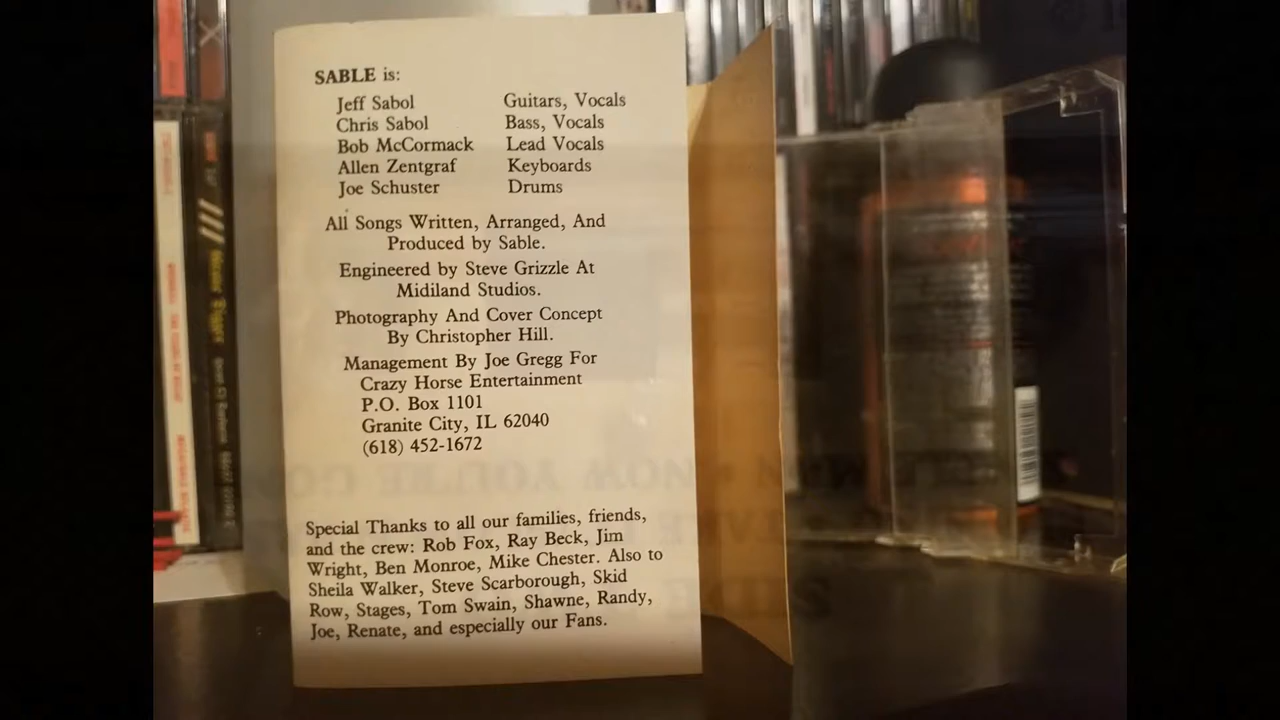 SABLE is:
Jeff Sabol Guitars, Vocals
Chris Sabol Bass, Vocals
Bob McCormack Lead Vocals
Allen Zentgraf Keyboards
Joe Schuster Drums
All Songs Written, Arranged, And
Produced by Sable.
Engineered by Steve Grizzle At
Midiland Studios.
Photography And Cover Concept
By Christopher Hill.
Management By Joe Gregg For
Crazy Horse Entertainment
P.O. Box 1101
Granite City, IL 62040
(618) 452-1672
Special Thanks to all our families, friends,
and the crew: Rob Fox, Ray Beck, Jim
Wright, Ben Monroe, Mike Chester. Also to
Sheila Walker, Steve Scarborough, Skid
Row, Stages, Tom Swain, Shawne, Randy,
Joe, Renate, and especially our Fans.